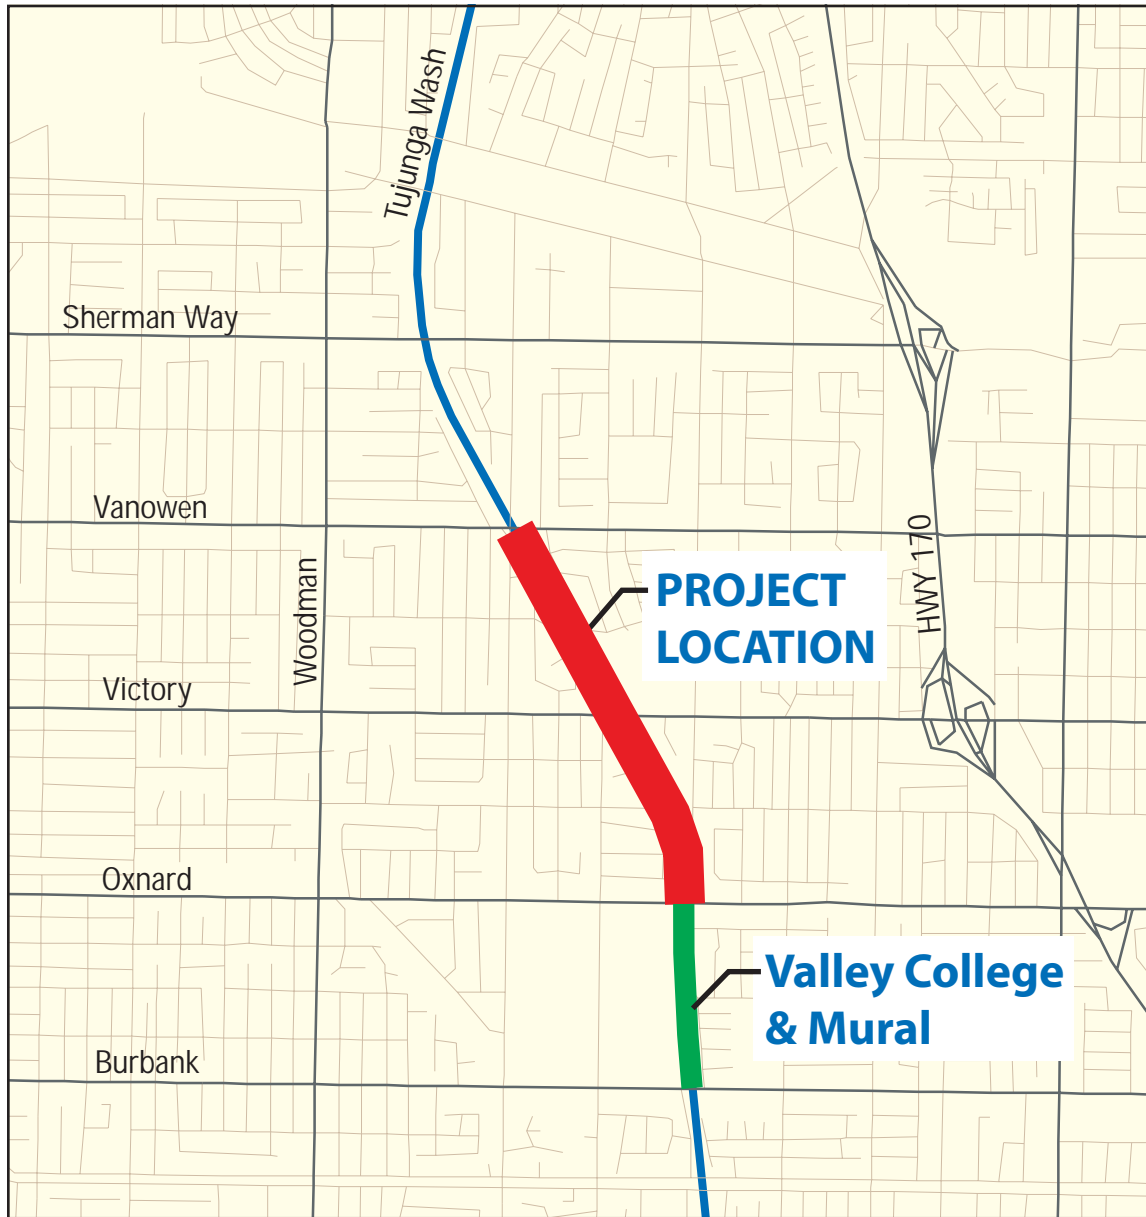 Tujunga Wash
Sherman Way
Vanowen
HWY 170
Woodman
PROJECT
LOCATION
Victory
Oxnard
Valley College
& Mural
Burbank